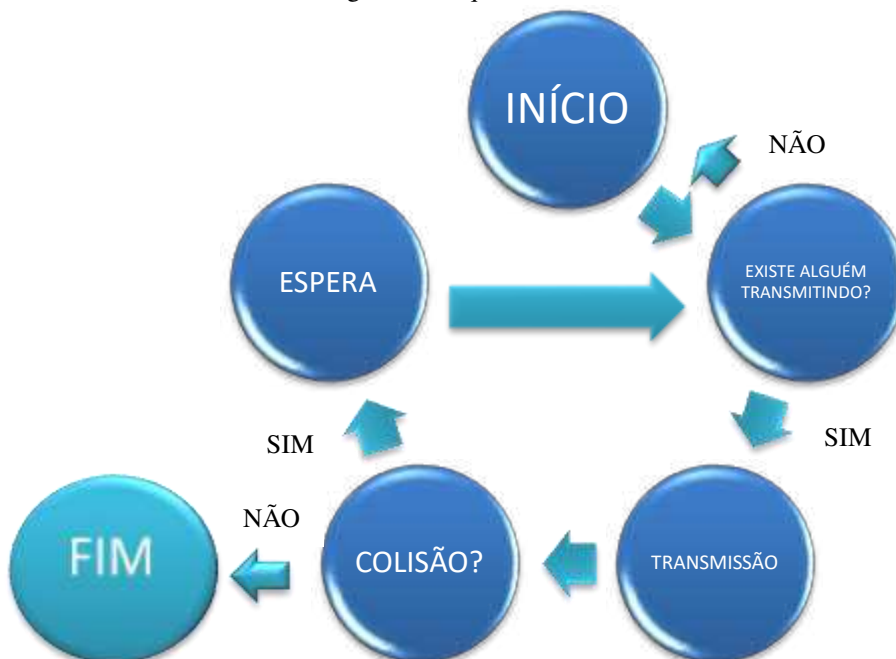 INÍCIO
NÃO
ESPERA
EXISTE ALGUÉM
TRANSMITINDO?
SIM
SIM
FIM
NÃO
COLISÃO?
TRANSMISSÃO